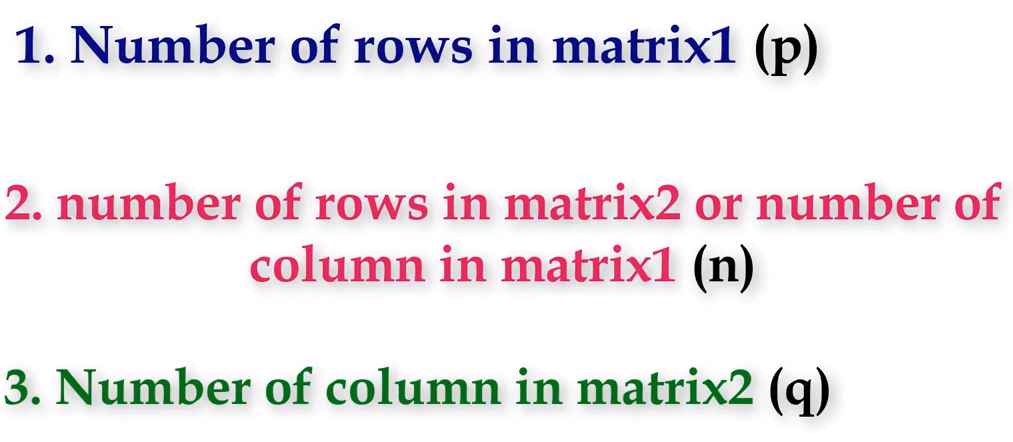 1. Number of rows in matrix1 (p)
2. number of rows in matrix2 or number of
column in matrix1 (n)
3. Number of column in matrix2 (q)